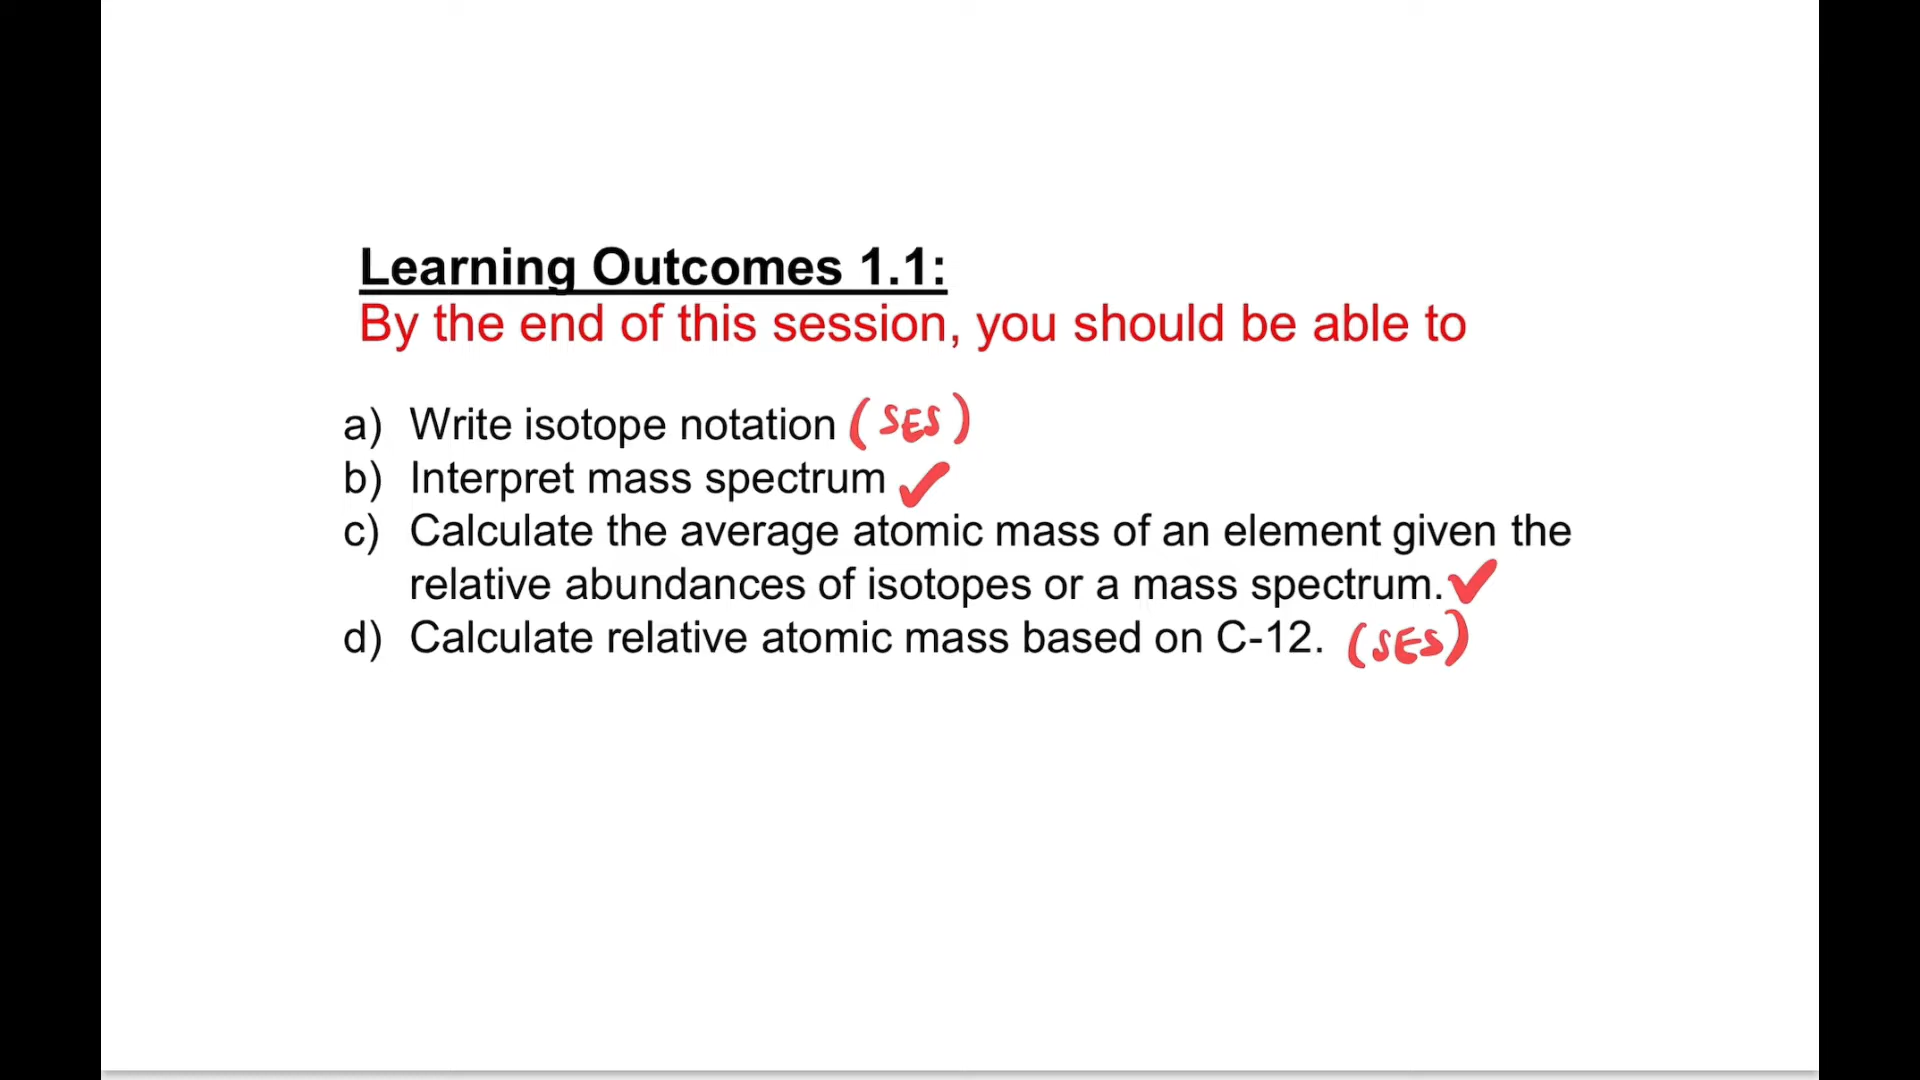 Learning Outcomes 1.1:
By the end of this session, you should be able to
a) Write isotope notation (SES)
b) Interpret mass spectrum ✓
c) Calculate the average atomic mass of an element given the
relative abundances of isotopes or a mass spectrum. ✓
d) Calculate relative atomic mass based on C-12. (SES)